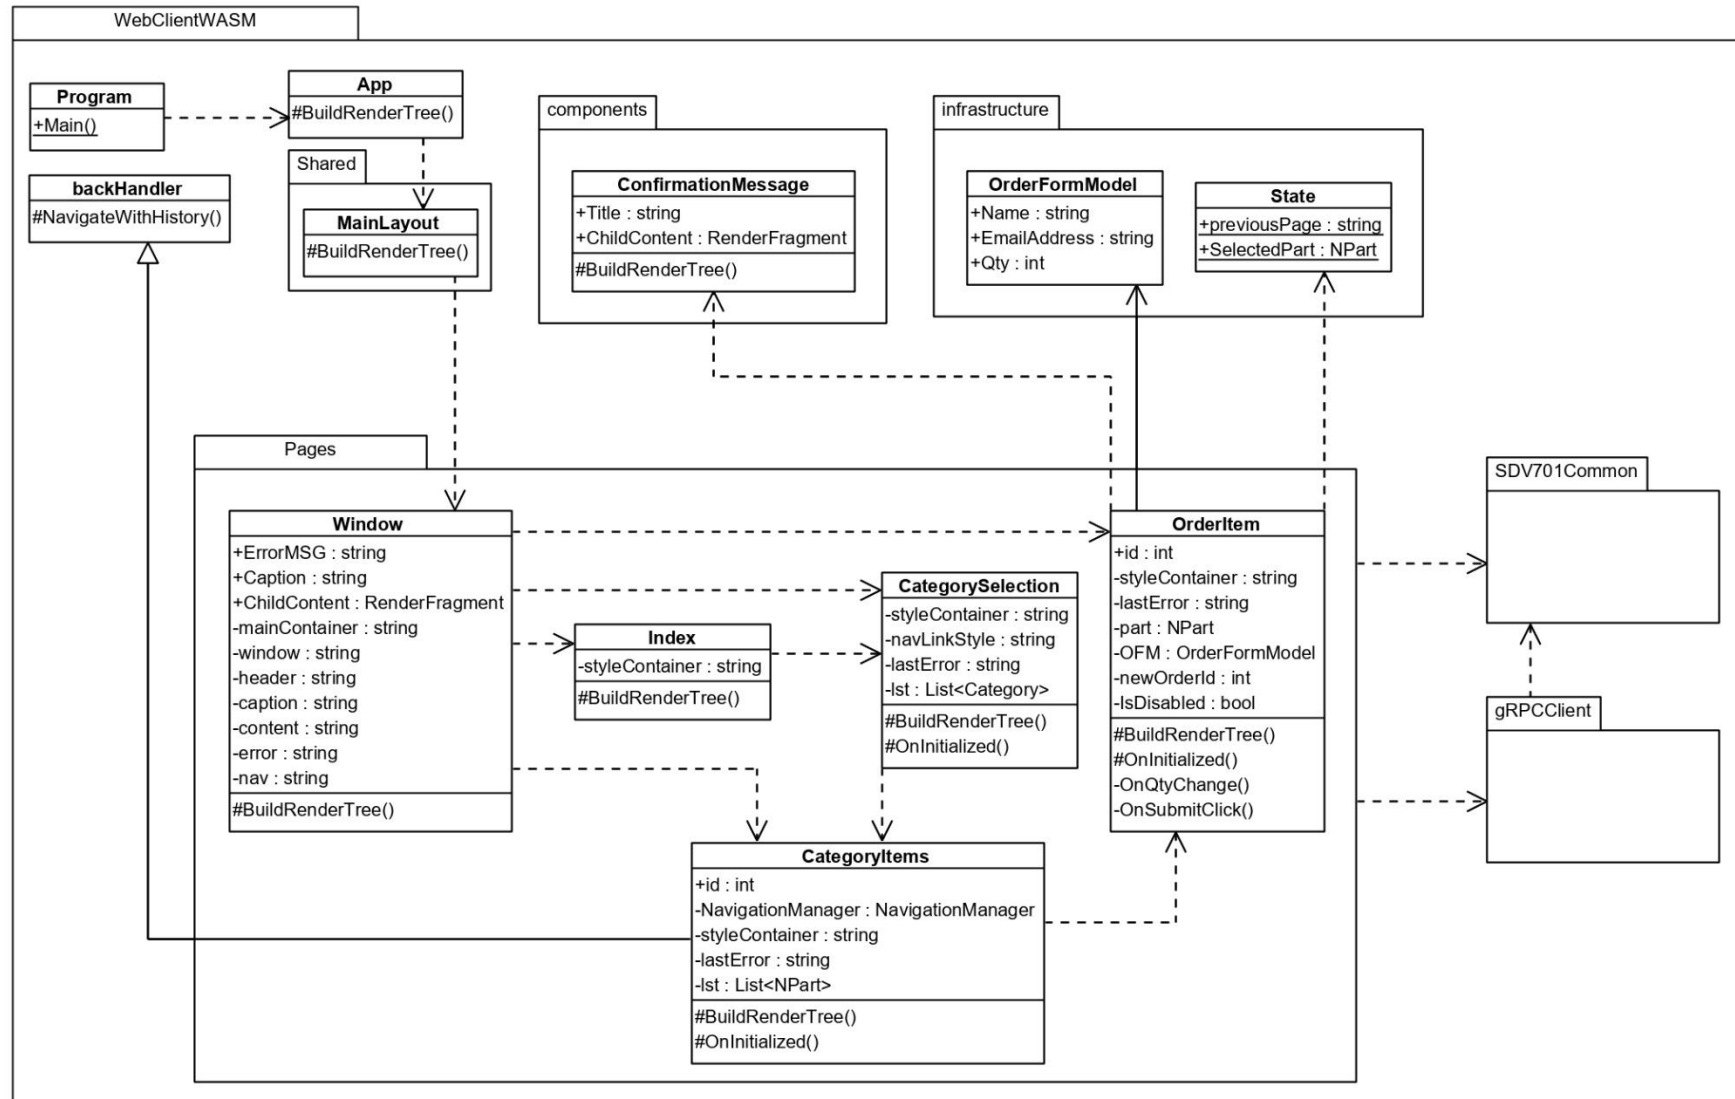 WebClientWASM
Program
+Main()
App
#BuildRenderTree()
backHandler
#NavigateWithHistory()
Shared
MainLayout
#BuildRenderTree()
components
ConfirmationMessage
+Title : string
+ChildContent : RenderFragment
#BuildRenderTree()
infrastructure
OrderFormModel
+Name : string
+EmailAddress : string
+Qty : int
State
+previousPage : string
+SelectedPart : NPart
Pages
Window
+ErrorMSG : string
+Caption : string
+ChildContent : RenderFragment
-mainContainer : string
-window : string
-header : string
-caption : string
-content : string
-error : string
-nav : string
#BuildRenderTree()
Index
-styleContainer : string
#BuildRenderTree()
CategorySelection
-styleContainer : string
-navLinkStyle : string
-lastError : string
-lst : List<Category>
#BuildRenderTree()
#OnInitialized()
OrderItem
+id : int
-styleContainer : string
-lastError : string
-part : NPart
-OFM : OrderFormModel
-newOrderId : int
-IsDisabled : bool
#BuildRenderTree()
#OnInitialized()
-OnQtyChange()
-OnSubmitClick()
CategoryItems
+id : int
-NavigationManager : NavigationManager
-styleContainer : string
-lastError : string
-lst : List<NPart>
#BuildRenderTree()
#OnInitialized()
SDV701Common
gRPCClient